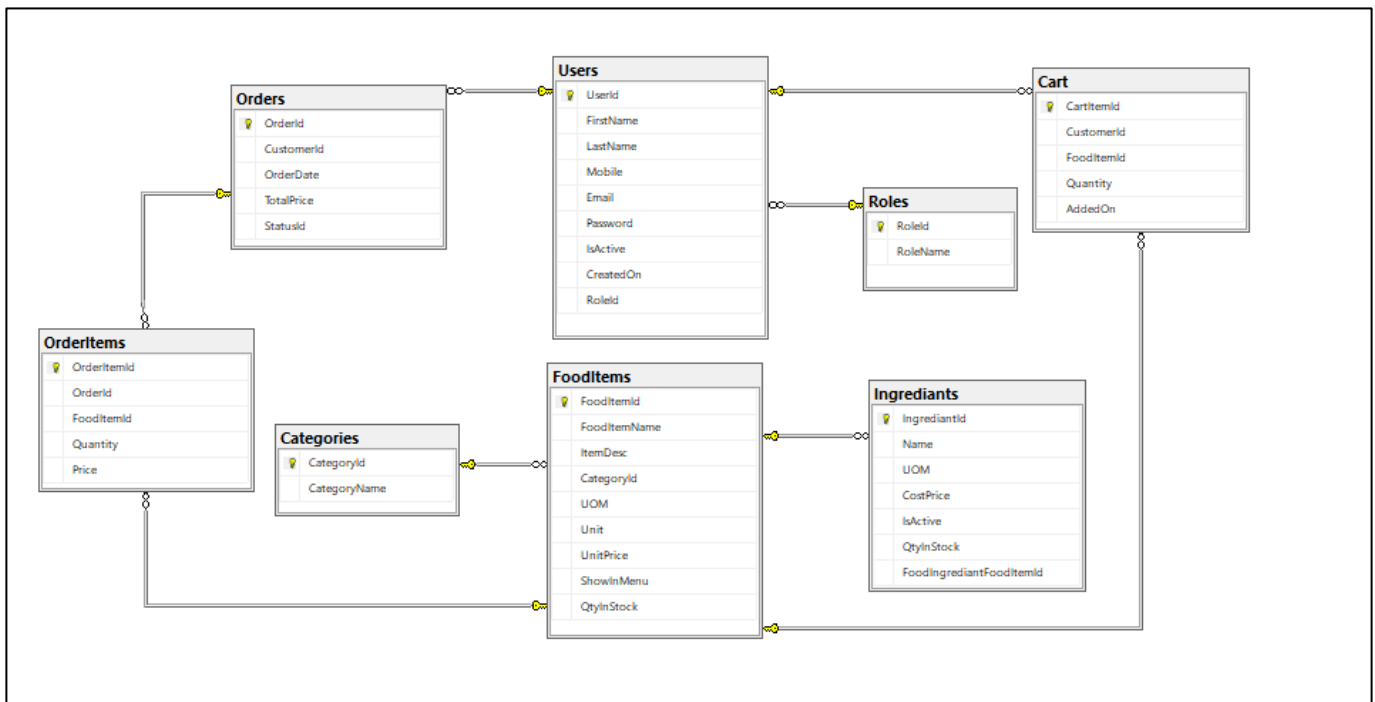 Orders
OrderId
CustomerId
OrderDate
TotalPrice
StatusId
Users
UserId
FirstName
LastName
Mobile
Email
Password
IsActive
CreatedOn
RoleId
Cart
CartItemId
CustomerId
FoodItemId
Quantity
AddedOn
Roles
RoleId
RoleName
OrderItems
OrderItemId
OrderId
FoodItemId
Quantity
Price
Categories
CategoryId
CategoryName
FoodItems
FoodItemId
FoodItemName
ItemDesc
CategoryId
UOM
Unit
UnitPrice
ShowInMenu
QtyInStock
Ingrediants
IngrediantId
Name
UOM
CostPrice
IsActive
QtyInStock
FoodIngrediantFoodItemId